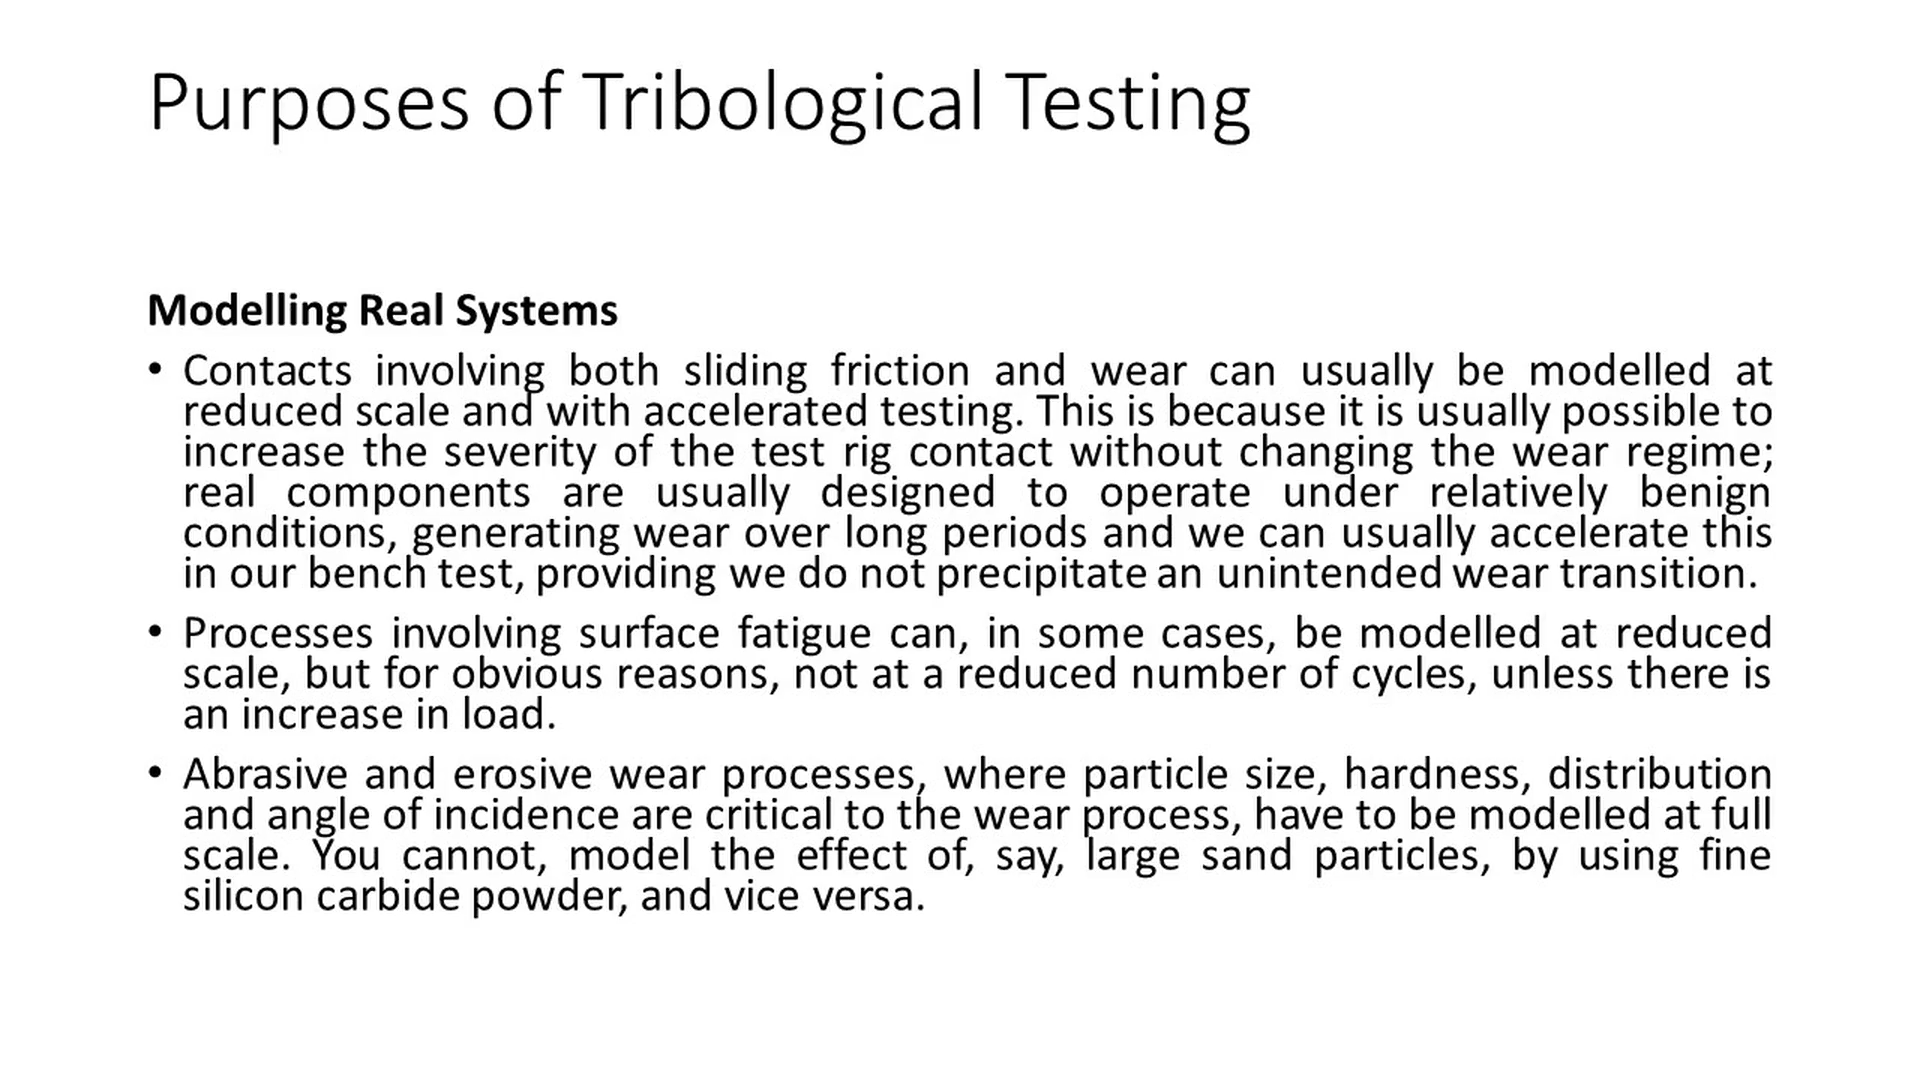 Purposes of Tribological Testing
Modelling Real Systems
• Contacts involving both sliding friction and wear can usually be modelled at
reduced scale and with accelerated testing. This is because it is usually possible to
increase the severity of the test rig contact without changing the wear regime;
real components are usually designed to operate under relatively benign
conditions, generating wear over long periods and we can usually accelerate this
in our bench test, providing we do not precipitate an unintended wear transition.
• Processes involving surface fatigue can, in some cases, be modelled at reduced
scale, but for obvious reasons, not at a reduced number of cycles, unless there is
an increase in load.
• Abrasive and erosive wear processes, where particle size, hardness, distribution
and angle of incidence are critical to the wear process, have to be modelled at full
scale. You cannot, model the effect of, say, large sand particles, by using fine
silicon carbide powder, and vice versa.